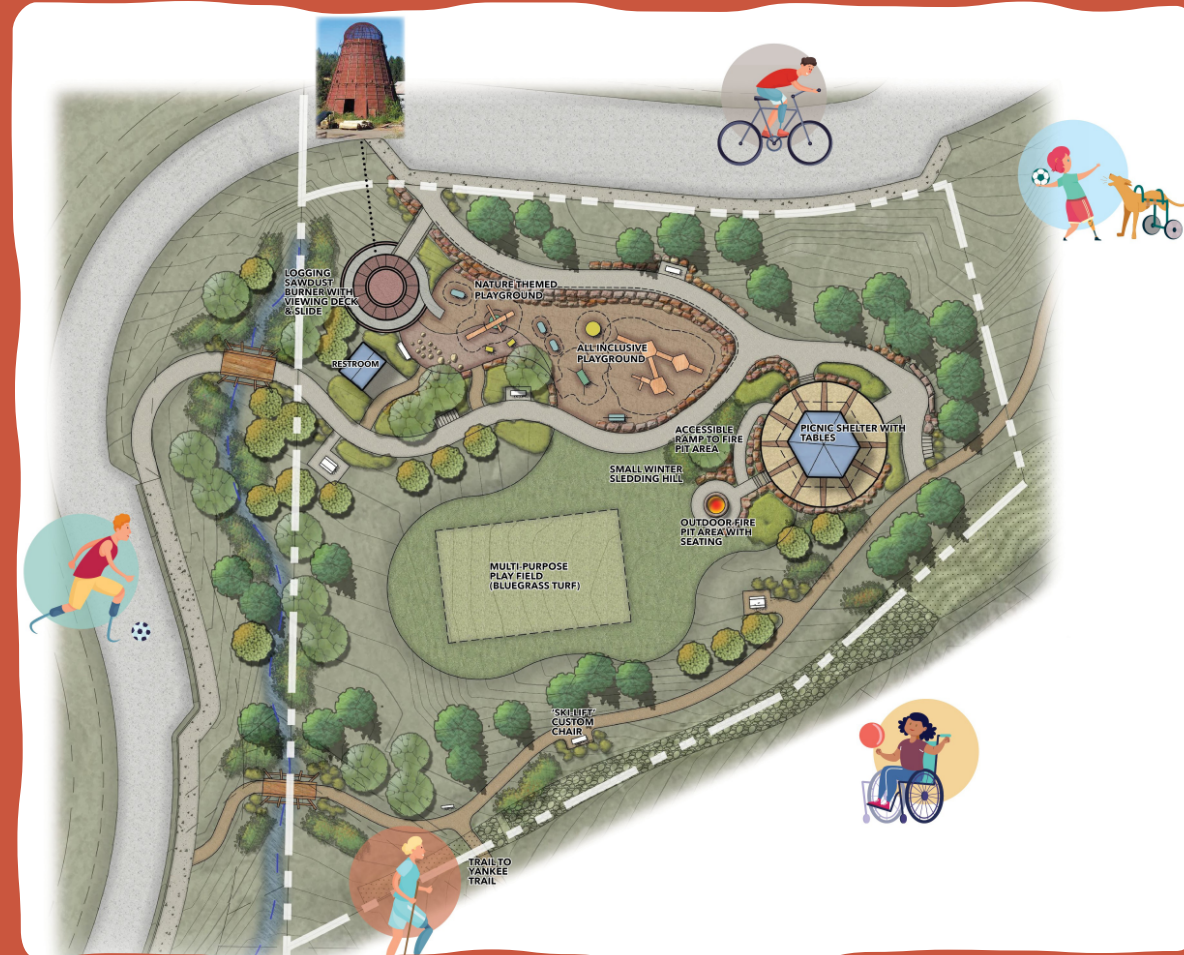 LOGGING
SAWDUST
BURNER WITH
VIEWING DECK
& SLIDE
NATURE THEMED
PLAYGROUND
RESTROOM
ALL INCLUSIVE
PLAYGROUND
ACCESSIBLE
RAMP TO FIRE
PIT AREA
PICNIC SHELTER WITH
TABLES
SMALL WINTER
SLEDDING HILL
OUTDOOR FIRE
PIT AREA WITH
SEATING
MULTI-PURPOSE
PLAY FIELD
(BLUEGRASS TURF)
'SKI-LIFT'
CUSTOM
CHAIR
TRAIL TO
YANKEE
TRAIL